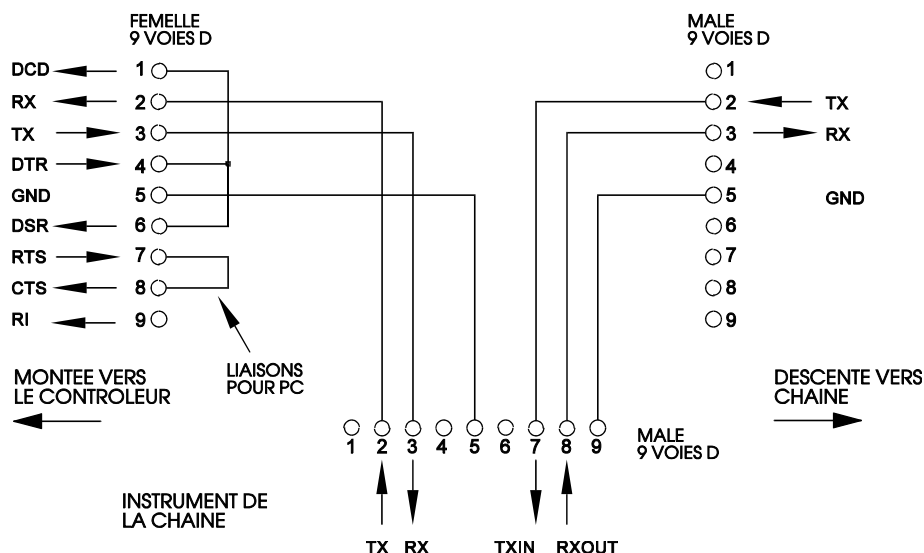 FEMELLE
9 VOIES D
MALE
9 VOIES D
DCD 1
RX 2
TX 3
DTR 4
GND 5
DSR 6
RTS 7
CTS 8
RI 9
1
2 TX
3 RX
4
5 GND
6
7
8
9
LIAISONS
POUR PC
MONTEE VERS
LE CONTROLEUR
DESCENTE VERS
CHAINE
1 2 3 4 5 6 7 8 9
MALE
9 VOIES D
INSTRUMENT DE
LA CHAINE
TX RX TXIN RXOUT